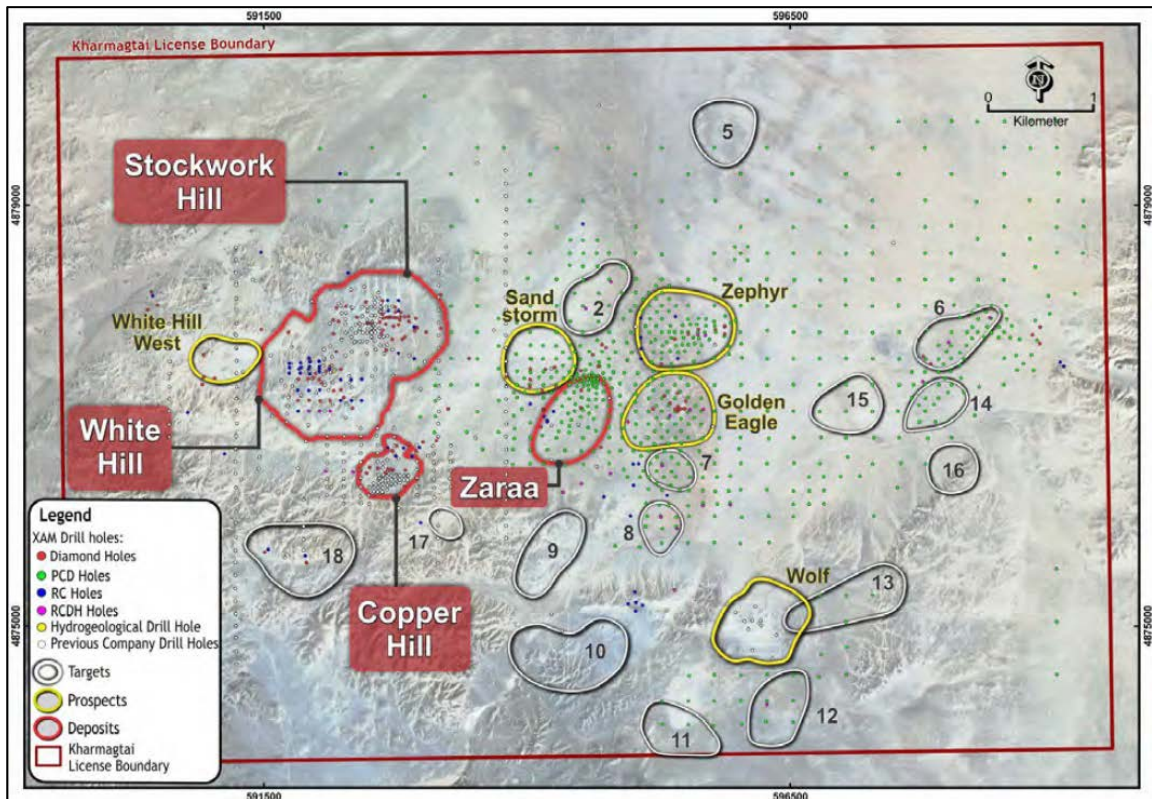 591500
596500
Kharmagtai License Boundary
N
0
1
Kilometer
Stockwork
Hill
4879000
4879000
5
2
Sand
storm
Zephyr
6
White Hill
West
15
14
Golden
Eagle
White
Hill
7
16
Zaraa
17
8
9
18
Copper
Hill
Wolf
13
4875000
4875000
10
12
11
Legend
XAM Drill holes:
Diamond Holes
PCD Holes
RC Holes
RCDH Holes
Hydrogeological Drill Hole
Previous Company Drill Holes
Targets
Prospects
Deposits
Kharmagtai
License Boundary
591500
596500